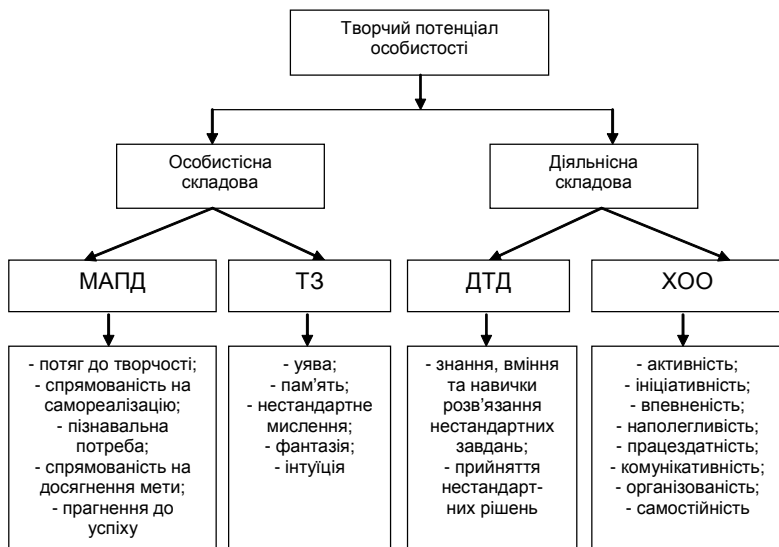 Творчий потенціал
особистості
Особистісна
складова
Діяльнісна
складова
МАПД
ТЗ
ДТД
ХОО
- потяг до творчості;
- спрямованість на
самореалізацію;
- пізнавальна
потреба;
- спрямованість на
досягнення мети;
- прагнення до
успіху
- уява;
- пам’ять;
- нестандартне
мислення;
- фантазія;
- інтуїція
- знання, вміння
та навички
розв’язання
нестандартних
завдань;
- прийняття
нестандарт-
них рішень
- активність;
- ініціативність;
- впевненість;
- наполегливість;
- працездатність;
- комунікативність;
- організованість;
- самостійність